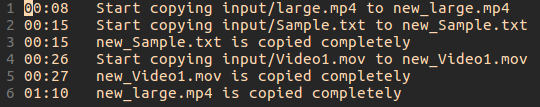 1 00:08 Start copying input/large.mp4 to new_large.mp4
2 00:15 Start copying input/Sample.txt to new_Sample.txt
3 00:15 new_Sample.txt is copied completely
4 00:26 Start copying input/Video1.mov to new_Video1.mov
5 00:27 new_Video1.mov is copied completely
6 01:10 new_large.mp4 is copied completely